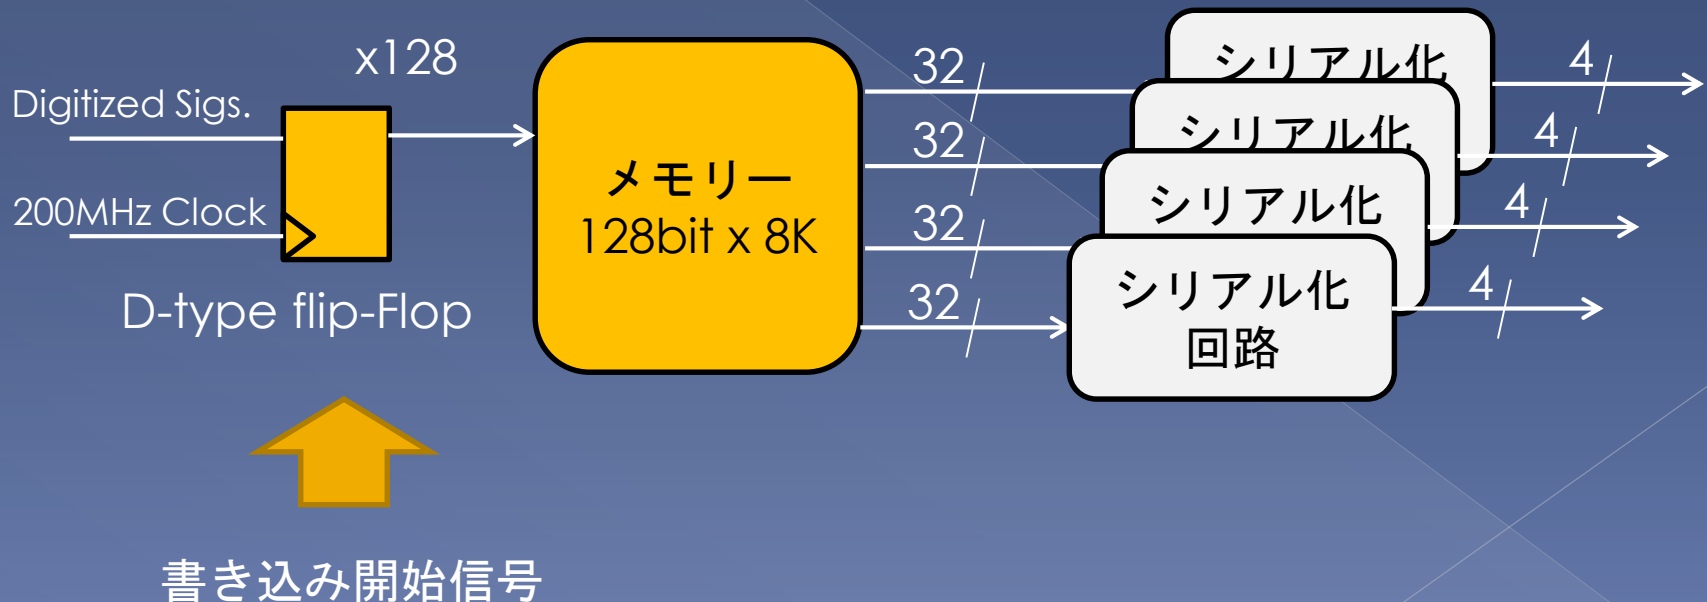 x128
Digitized Sigs.
200MHz Clock
D-type flip-Flop
書き込み開始信号
メモリー
128bit x 8K
32
32
32
32
シリアル化
シリアル化
シリアル化
シリアル化
回路
4
4
4
4